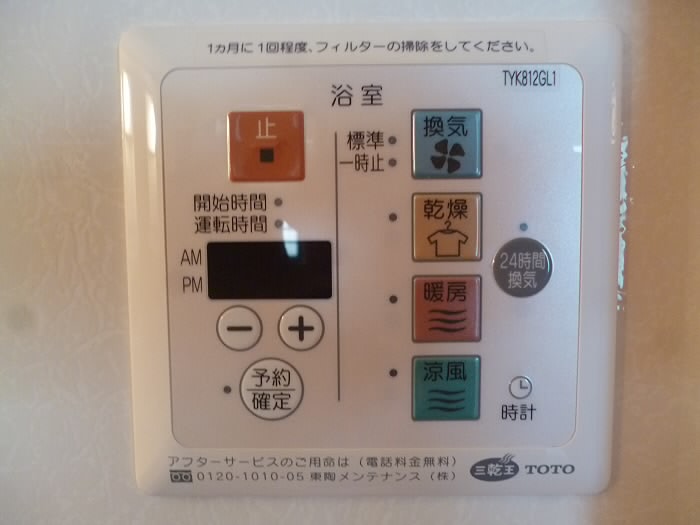 1ヵ月に1回程度、フィルターの掃除をしてください。
TYK812GL1
浴室
止
標準
一時止
換気
開始時間
運転時間
乾燥
AM
PM
24時間
換気
暖房
予約
確定
涼風
時計
アフターサービスのご用命は（電話料金無料）
0120-1010-05 東陶メンテナンス（株）
三乾王 TOTO